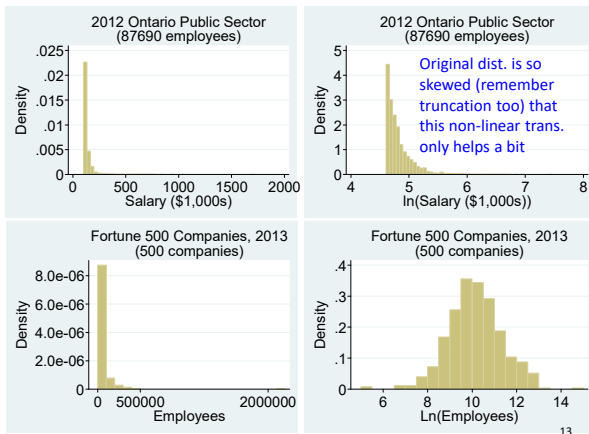 2012 Ontario Public Sector
(87690 employees)
.025
.02
.015
.01
.005
0
Density
0 500 1000 1500 2000
Salary ($1,000s)
2012 Ontario Public Sector
(87690 employees)
Original dist. is so
skewed (remember
truncation too) that
this non-linear trans.
only helps a bit
5
4
3
2
1
0
Density
4 5 6 7 8
ln(Salary ($1,000s))
Fortune 500 Companies, 2013
(500 companies)
8.0e-06
6.0e-06
4.0e-06
2.0e-06
0
Density
0 500000 2000000
Employees
Fortune 500 Companies, 2013
(500 companies)
.4
.3
.2
.1
0
Density
6 8 10 12 14
Ln(Employees)
13